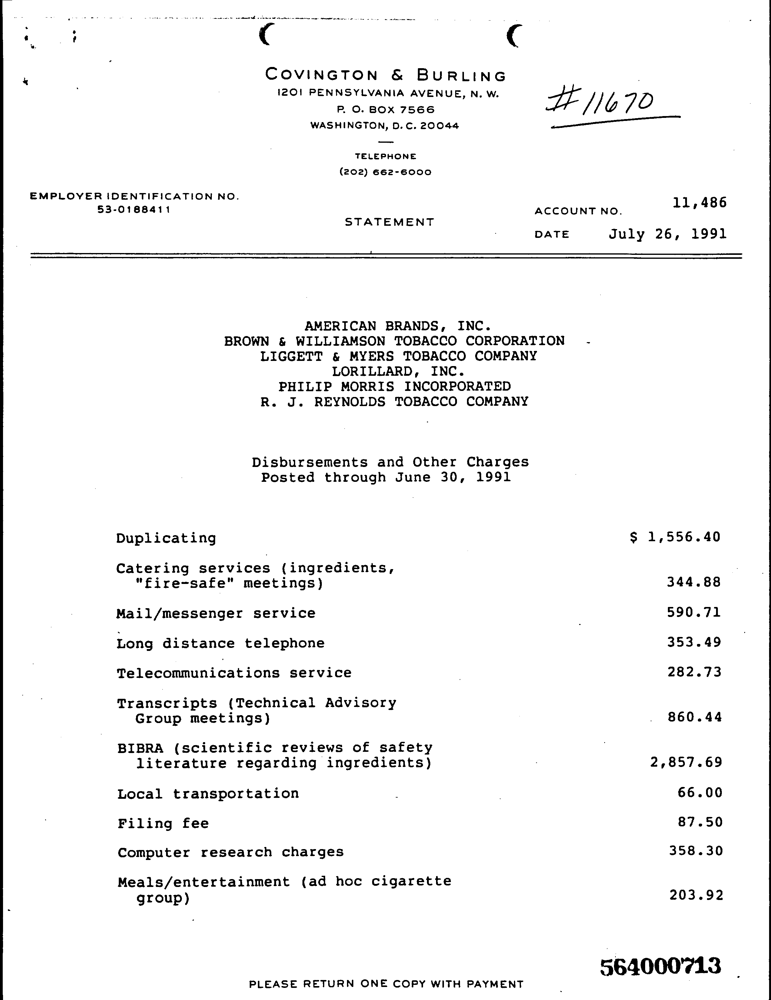 COVINGTON & BURLING
1201 PENNSYLVANIA AVENUE, N. W.
P. O. BOX 7566
WASHINGTON, D. C. 20044
#11670
TELEPHONE
(202) 662-6000
EMPLOYER IDENTIFICATION NO.
53-0188411
STATEMENT
ACCOUNT NO. 11,486
DATE July 26, 1991
AMERICAN BRANDS, INC.
BROWN & WILLIAMSON TOBACCO CORPORATION
LIGGETT & MYERS TOBACCO COMPANY
LORILLARD, INC.
PHILIP MORRIS INCORPORATED
R. J. REYNOLDS TOBACCO COMPANY
Disbursements and Other Charges
Posted through June 30, 1991
Duplicating $ 1,556.40
Catering services (ingredients,
"fire-safe" meetings) 344.88
Mail/messenger service 590.71
Long distance telephone 353.49
Telecommunications service 282.73
Transcripts (Technical Advisory
Group meetings) 860.44
BIBRA (scientific reviews of safety
literature regarding ingredients) 2,857.69
Local transportation 66.00
Filing fee 87.50
Computer research charges 358.30
Meals/entertainment (ad hoc cigarette
group) 203.92
564000713
PLEASE RETURN ONE COPY WITH PAYMENT